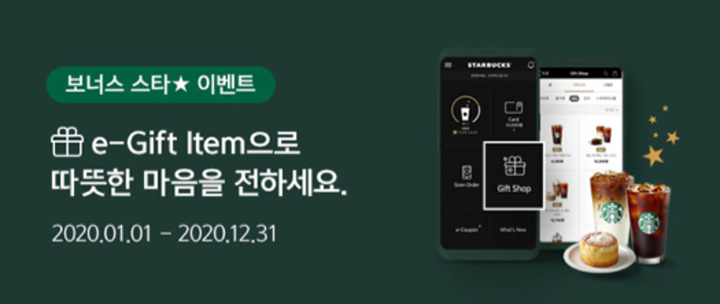 보너스 스타★ 이벤트
e-Gift Item으로
따뜻한 마음을 전하세요.
2020.01.01 - 2020.12.31
STARBUCKS
Card
Siren Order
Gift Shop
e-Coupon
What's New
Gift Shop